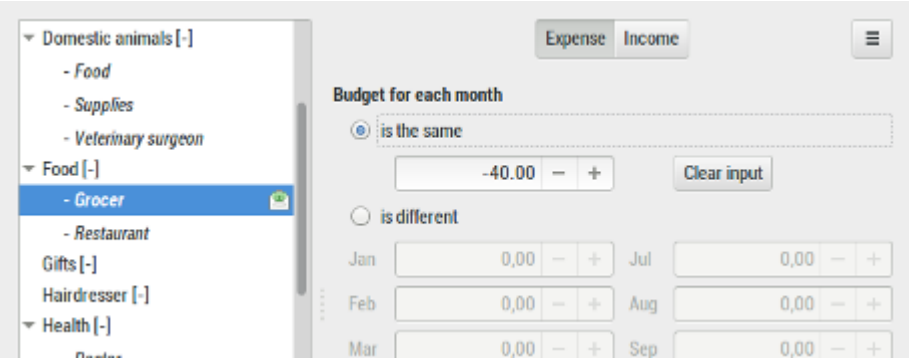 Domestic animals [-]
- Food
- Supplies
- Veterinary surgeon
Food [-]
- Grocer
- Restaurant
Gifts [-]
Hairdresser [-]
Health [-]
Expense Income
Budget for each month
is the same
-40.00 − + Clear input
is different
Jan 0,00 − + Jul 0,00 − +
Feb 0,00 − + Aug 0,00 − +
Mar 0,00 − + Sep 0,00 − +